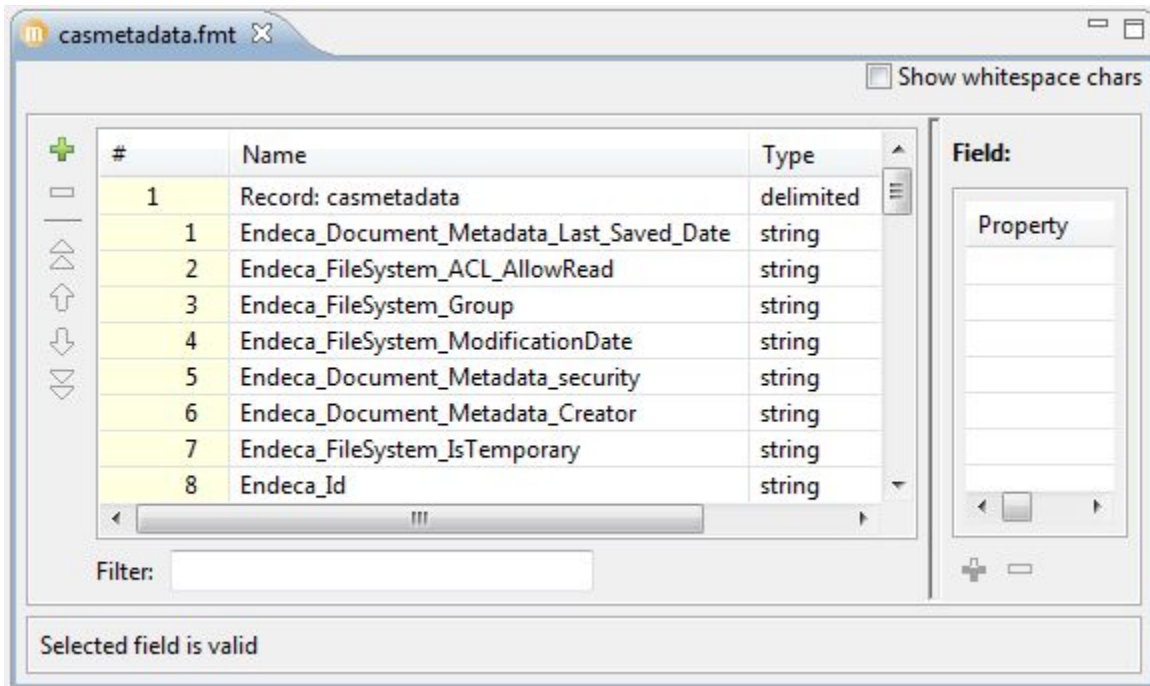 casmetadata.fmt
Show whitespace chars
# Name Type
1 Record: casmetadata delimited
1 Endeca_Document_Metadata_Last_Saved_Date string
2 Endeca_FileSystem_ACL_AllowRead string
3 Endeca_FileSystem_Group string
4 Endeca_FileSystem_ModificationDate string
5 Endeca_Document_Metadata_security string
6 Endeca_Document_Metadata_Creator string
7 Endeca_FileSystem_IsTemporary string
8 Endeca_Id string
Filter:
Field:
Property
Selected field is valid